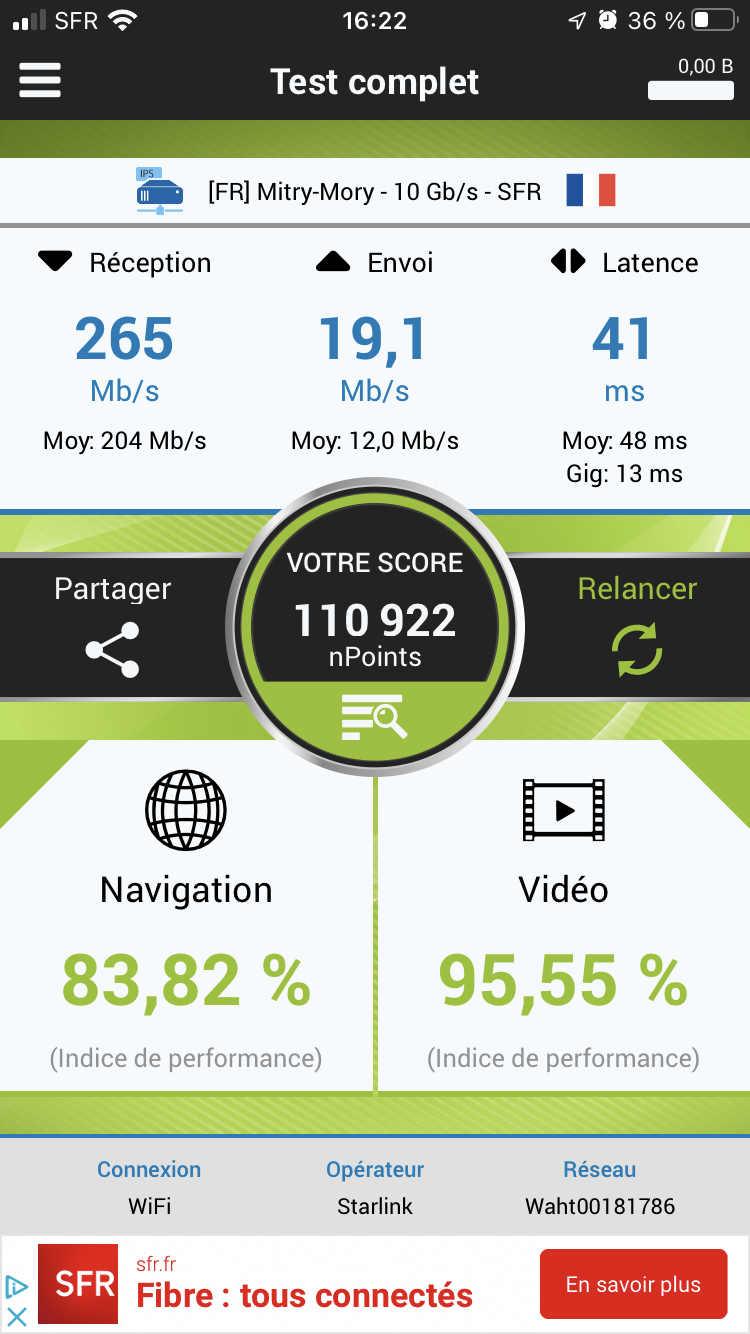 SFR 16:22 36 %
Test complet 0,00 B
IPS [FR] Mitry-Mory - 10 Gb/s - SFR
Réception Envoi Latence
265 19,1 41
Mb/s Mb/s ms
Moy: 204 Mb/s Moy: 12,0 Mb/s Moy: 48 ms
Gig: 13 ms
VOTRE SCORE
Partager Relancer
110 922
nPoints
Navigation Vidéo
83,82 % 95,55 %
(Indice de performance) (Indice de performance)
Connexion Opérateur Réseau
WiFi Starlink Waht00181786
sfr.fr
SFR Fibre : tous connectés En savoir plus